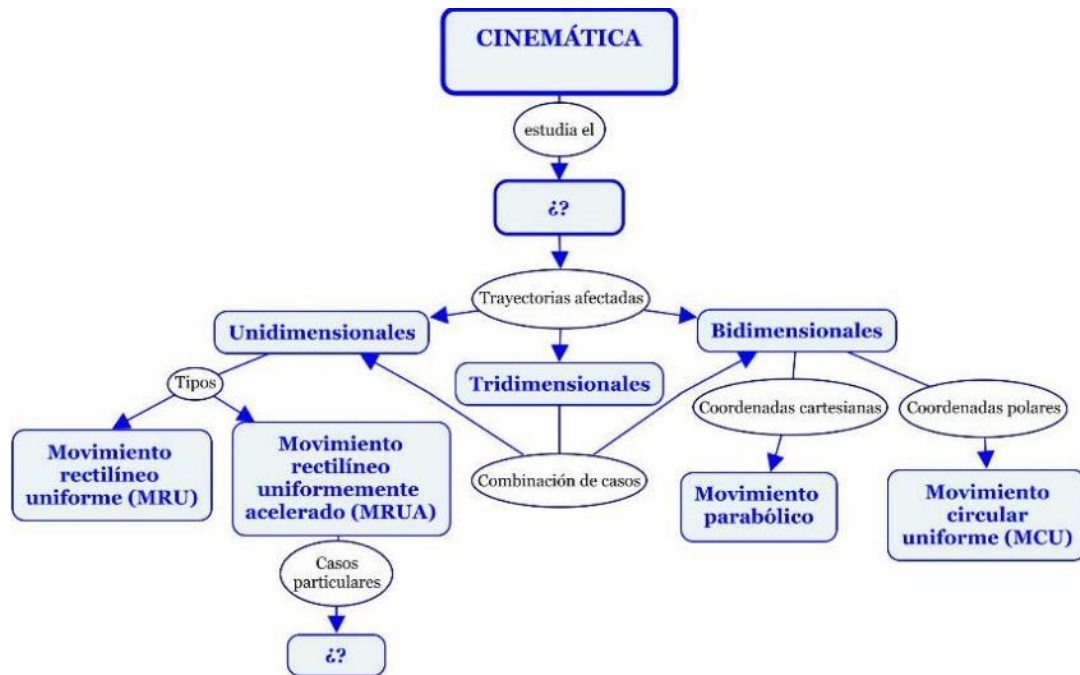 CINEMÁTICA
estudia el
¿?
Trayectorias afectadas
Unidimensionales
Bidimensionales
Tridimensionales
Tipos
Coordenadas cartesianas
Coordenadas polares
Movimiento
rectilíneo
uniforme (MRU)
Movimiento
rectilíneo
uniformemente
acelerado (MRUA)
Combinación de casos
Movimiento
parabólico
Movimiento
circular
uniforme (MCU)
Casos
particulares
¿?